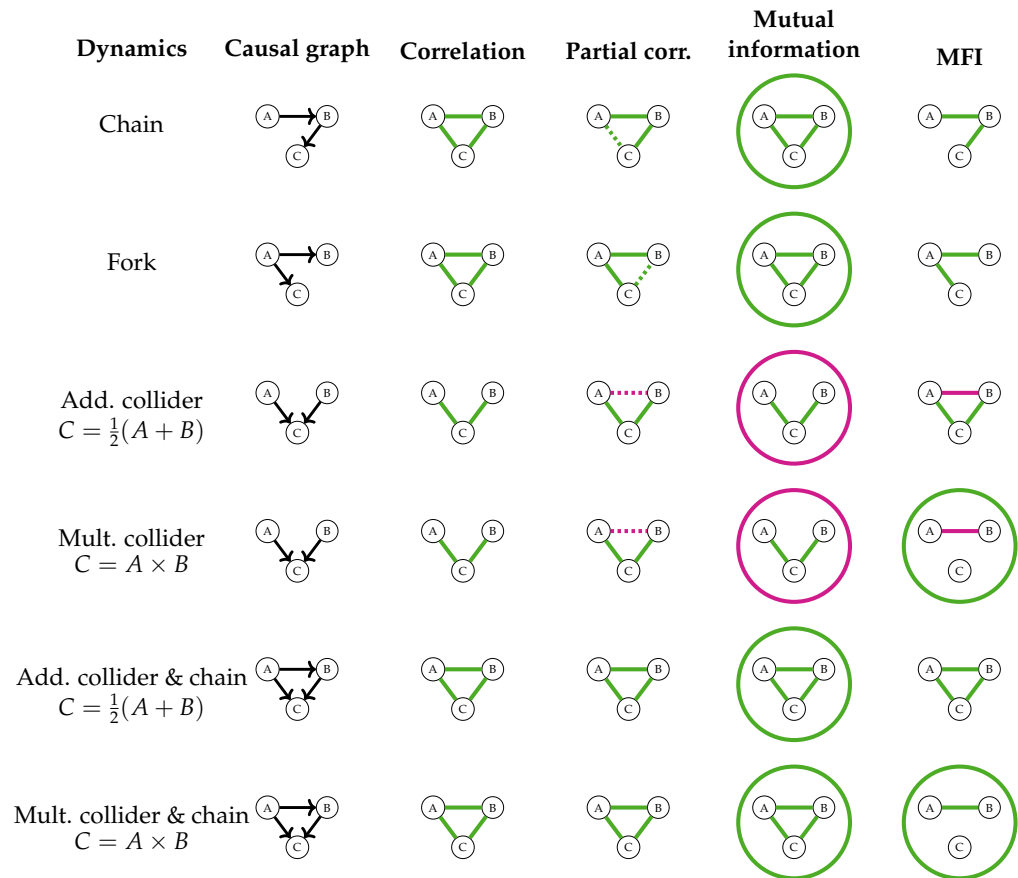 Dynamics Causal graph Correlation Partial corr. Mutual information MFI
Chain
A B C A B C A B C A B C A B C
Fork
A B C A B C A B C A B C A B C
Add. collider
C = 1/2(A + B)
A B C A B C A B C A B C A B C
Mult. collider
C = A × B
A B C A B C A B C A B C A B C
Add. collider & chain
C = 1/2(A + B)
A B C A B C A B C A B C A B C
Mult. collider & chain
C = A × B
A B C A B C A B C A B C A B C